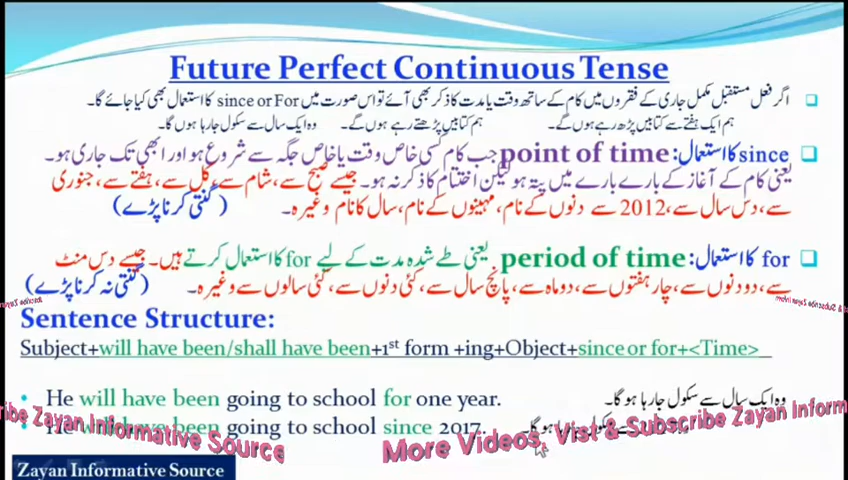 Future Perfect Continuous Tense
اگر فعل مستقبل مکمل جاری کے فقروں میں کام کے ساتھ وقت یا مدت کا ذکر بھی آئے تو اس صورت میں since or For کا استعمال بھی کیا جائے گا۔
ہم ایک ہفتے سے کتابیں پڑھ رہے ہوں گے۔ ہم کتابیں پڑھتے رہے ہوں گے۔ وہ ایک سال سے سکول جا رہا ہوں گا۔
since کا استعمال: point of time جب کام کسی خاص وقت یا خاص جگہ سے شروع ہو اور ابھی تک جاری ہو۔
یعنی کام کے آغاز کے بارے بارے میں پتہ ہو لیکن اختتام کا ذکر نہ ہو۔ جیسے صبح سے، شام سے، کل سے، ہفتے سے، جنوری
سے، دس سال سے، 2012 سے دنوں کے نام، مہینوں کے نام، سال کا نام وغیرہ۔ (گنتی کرنا پڑے)
for کا استعمال: period of time یعنی طے شدہ مدت کے لیے for کا استعمال کرتے ہیں۔ جیسے دس منٹ
سے، دو دنوں سے، چار ہفتوں سے، دو ماہ سے، پانچ سال سے، کئی دنوں سے، کئی سالوں سے وغیرہ۔ (گنتی نہ کرنا پڑے)
Sentence Structure:
Subject+will have been/shall have been+1st form +ing+Object+since or for+<Time>
He will have been going to school for one year. وہ ایک سال سے سکول جا رہا ہو گا۔
He will have been going to school since 2017. سکول جا رہا ہو گا۔
ibe Zayan Informative Source
More Videos, Vist & Subscribe Zayan Inform
Zayan Informative Source